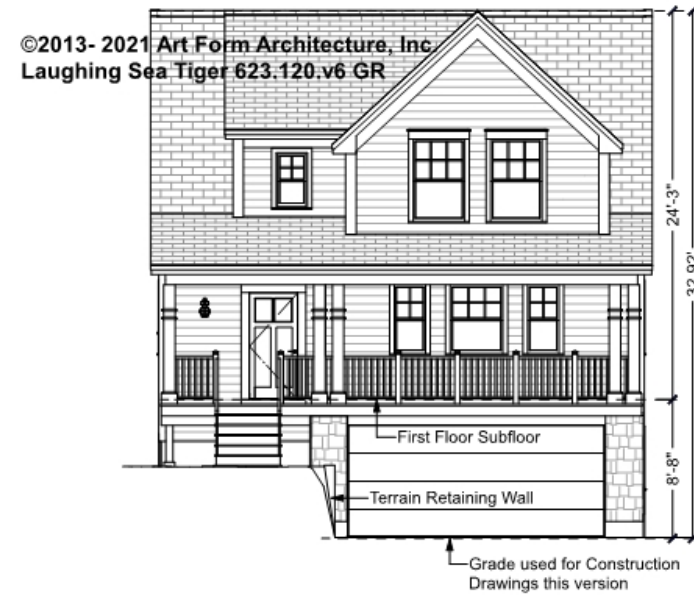 ©2013- 2021 Art Form Architecture, Inc.
Laughing Sea Tiger 623.120.v6 GR
24'-3"
32.92'
First Floor Subfloor
8'-8"
Terrain Retaining Wall
Grade used for Construction
Drawings this version